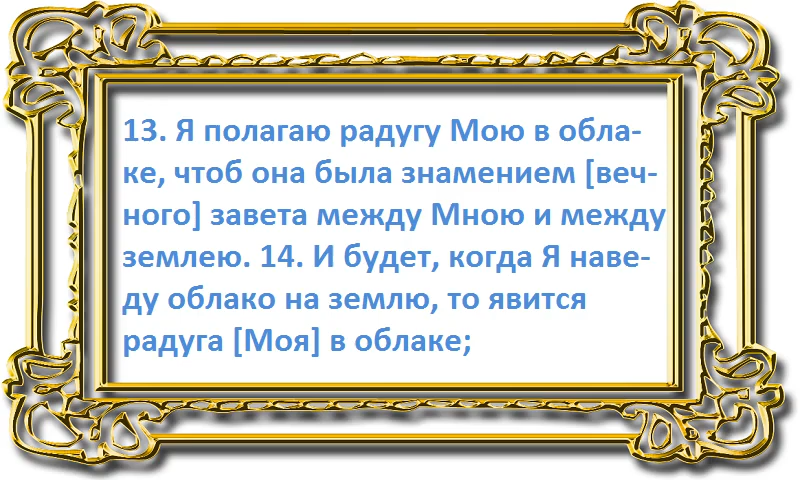 13. Я полагаю радугу Мою в обла-
ке, чтоб она была знамением [веч-
ного] завета между Мною и между
землею. 14. И будет, когда Я наве-
ду облако на землю, то явится
радуга [Моя] в облаке;